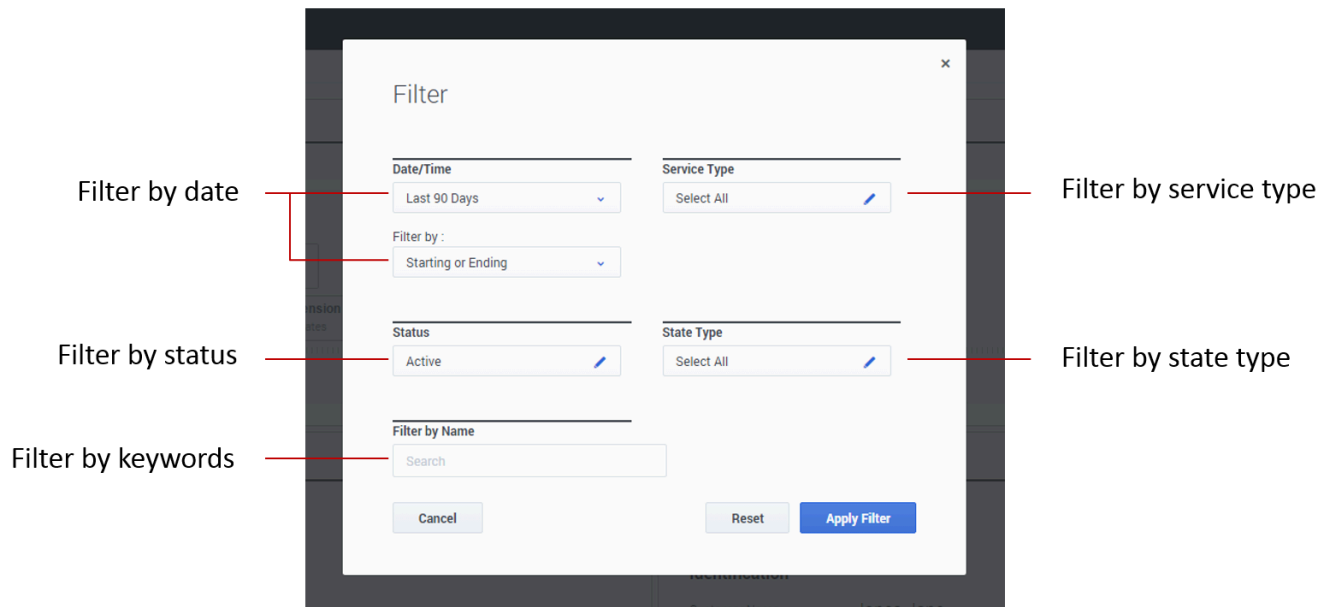 ×
Filter
Date/Time
Service Type
Filter by date
Last 90 Days
Select All
Filter by service type
Filter by :
Starting or Ending
Status
State Type
Filter by status
Active
Select All
Filter by state type
Filter by Name
Filter by keywords
Search
Cancel
Reset
Apply Filter